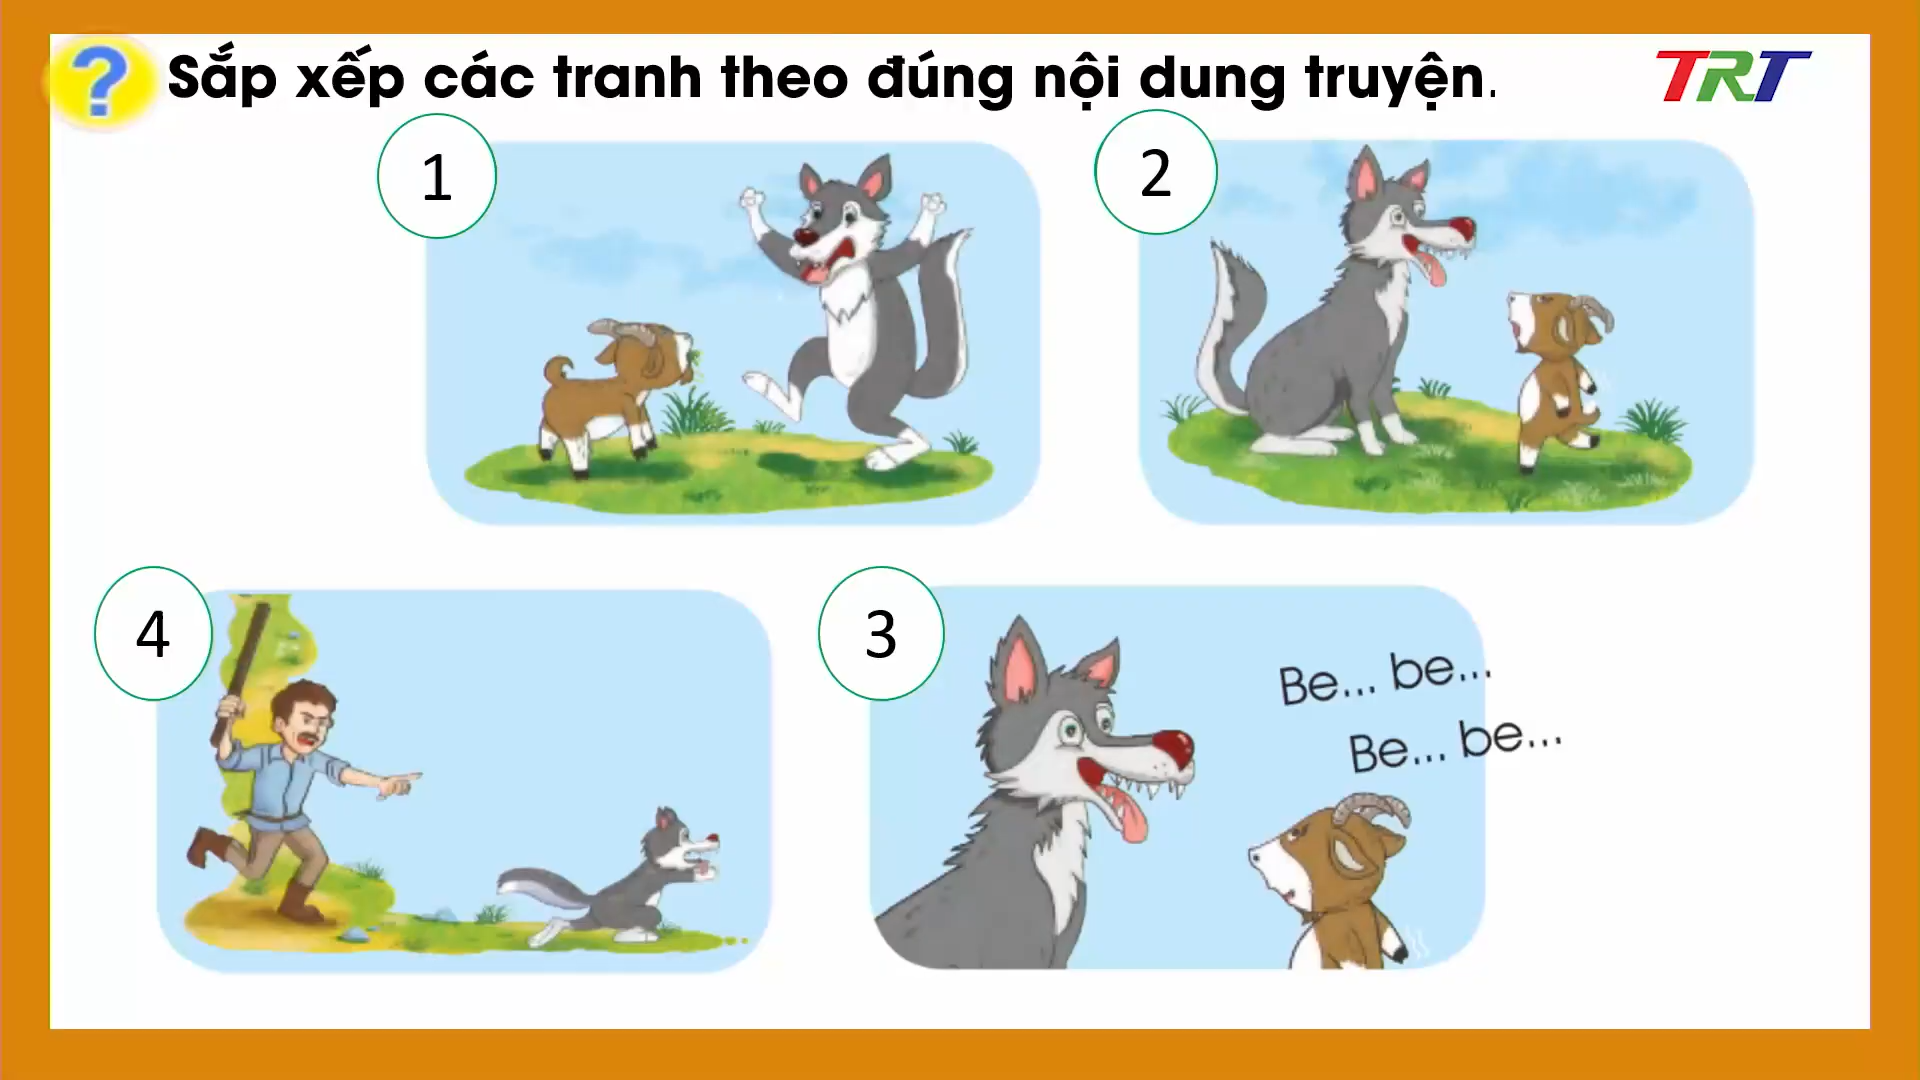 ?
Sắp xếp các tranh theo đúng nội dung truyện.
TRT
1
2
4
3
Be... be...
Be... be...